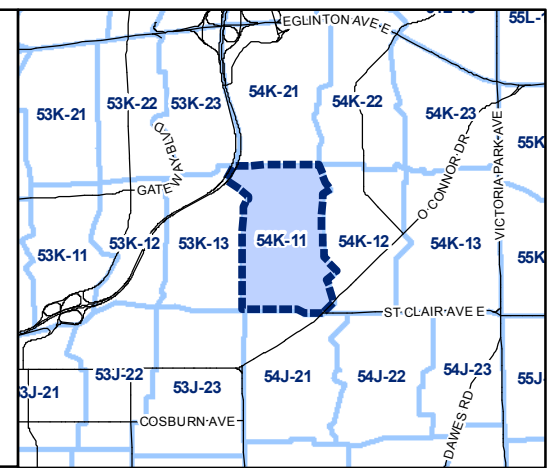 EGLINTON AVE E
55L-1
53K-21
53K-22
53K-23
54K-21
54K-22
54K-23
55K
GATEWAY BLVD
O CONNOR DR
VICTORIA PARK AVE
53K-11
53K-12
53K-13
54K-11
54K-12
54K-13
55K
ST CLAIR AVE E
3J-21
53J-22
53J-23
54J-21
54J-22
54J-23
55J
COSBURN AVE
DAWES RD